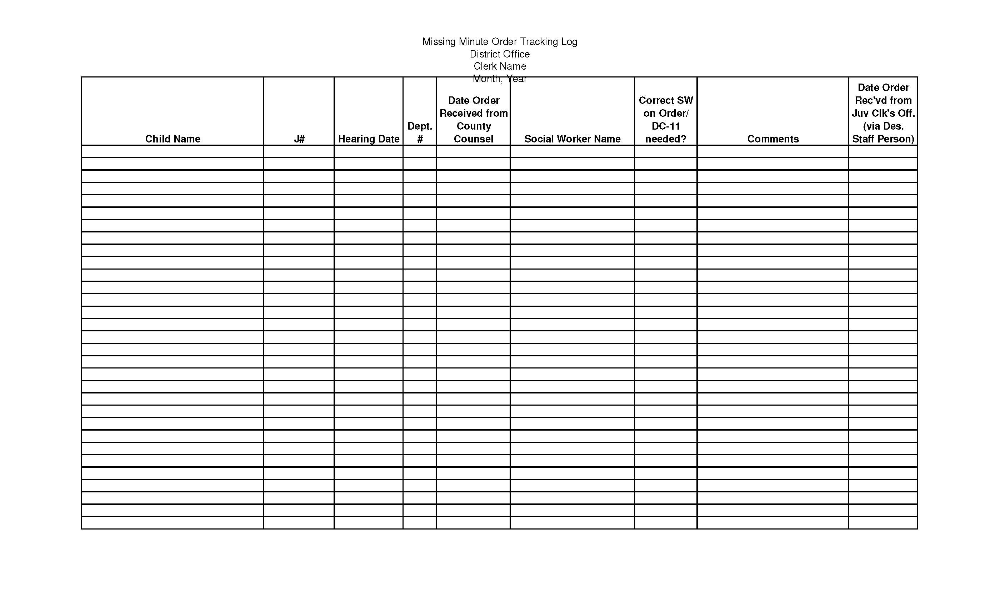 Missing Minute Order Tracking Log
District Office
Clerk Name
Month, Year
Child Name
J#
Hearing Date
Dept.
#
Date Order
Received from
County
Counsel
Social Worker Name
Correct SW
on Order/
DC-11
needed?
Comments
Date Order
Rec'vd from
Juv Clk's Off.
(via Des.
Staff Person)